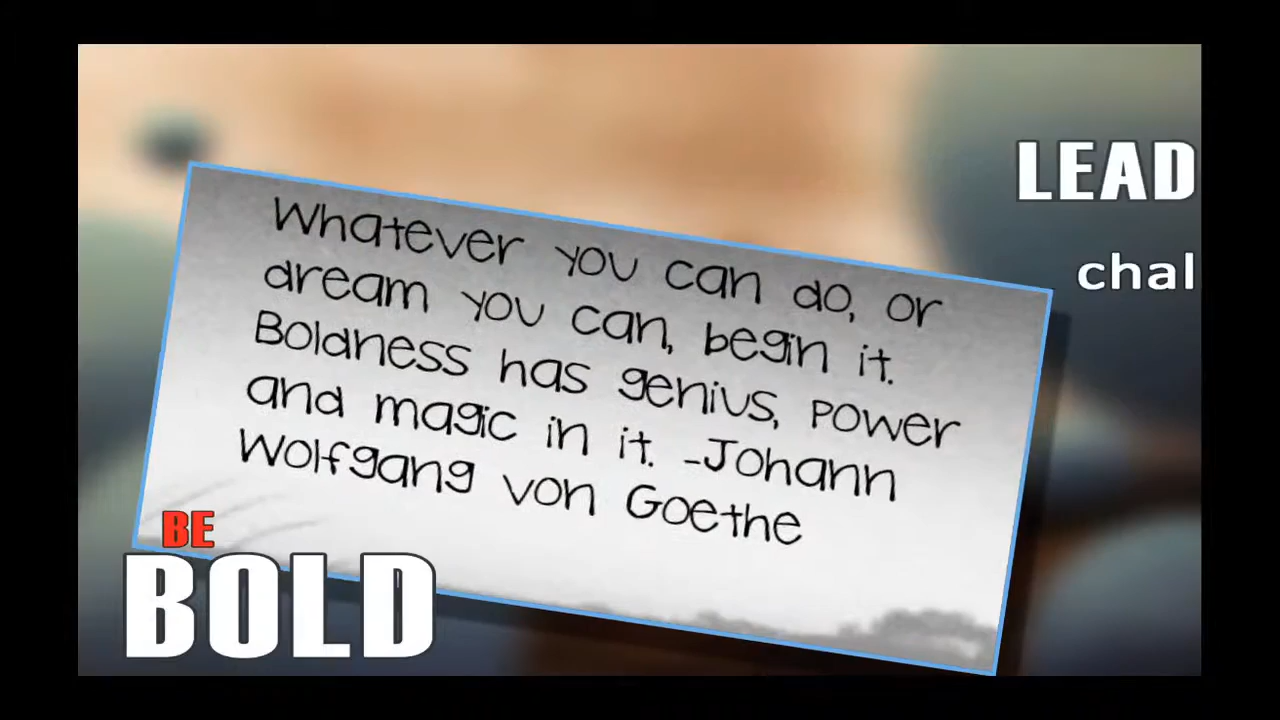 LEAD
chal
Whatever you can do, or
dream you can, begin it.
Boldness has genius, power
and magic in it. -Johann
Wolfgang von Goethe
BE
BOLD